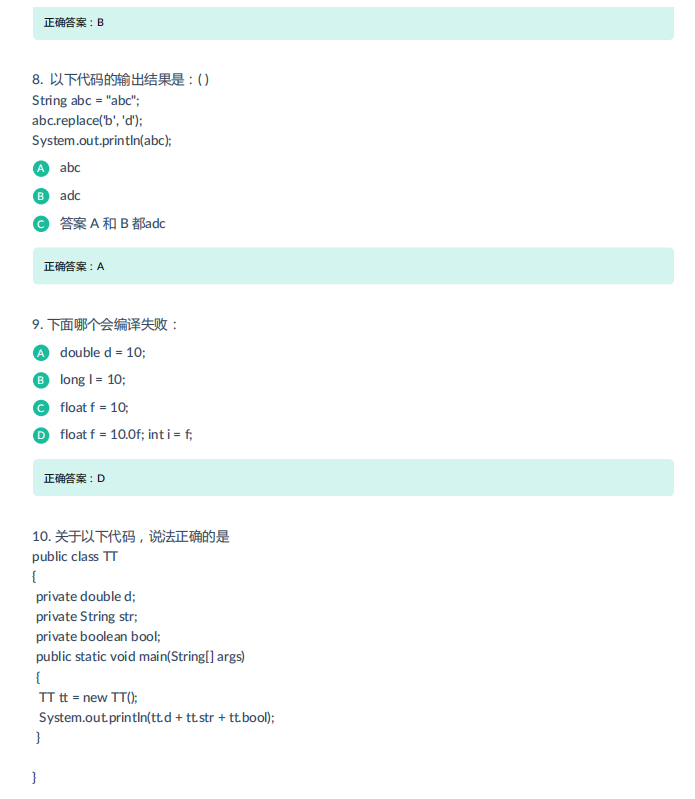 正确答案：B
8. 以下代码的输出结果是：( )
String abc = "abc";
abc.replace('b', 'd');
System.out.println(abc);
A abc
B adc
C 答案 A 和 B 都adc
正确答案：A
9. 下面哪个会编译失败：
A double d = 10;
B long l = 10;
C float f = 10;
D float f = 10.0f; int i = f;
正确答案：D
10. 关于以下代码，说法正确的是
public class TT
{
private double d;
private String str;
private boolean bool;
public static void main(String[] args)
{
TT tt = new TT();
System.out.println(tt.d + tt.str + tt.bool);
}
}